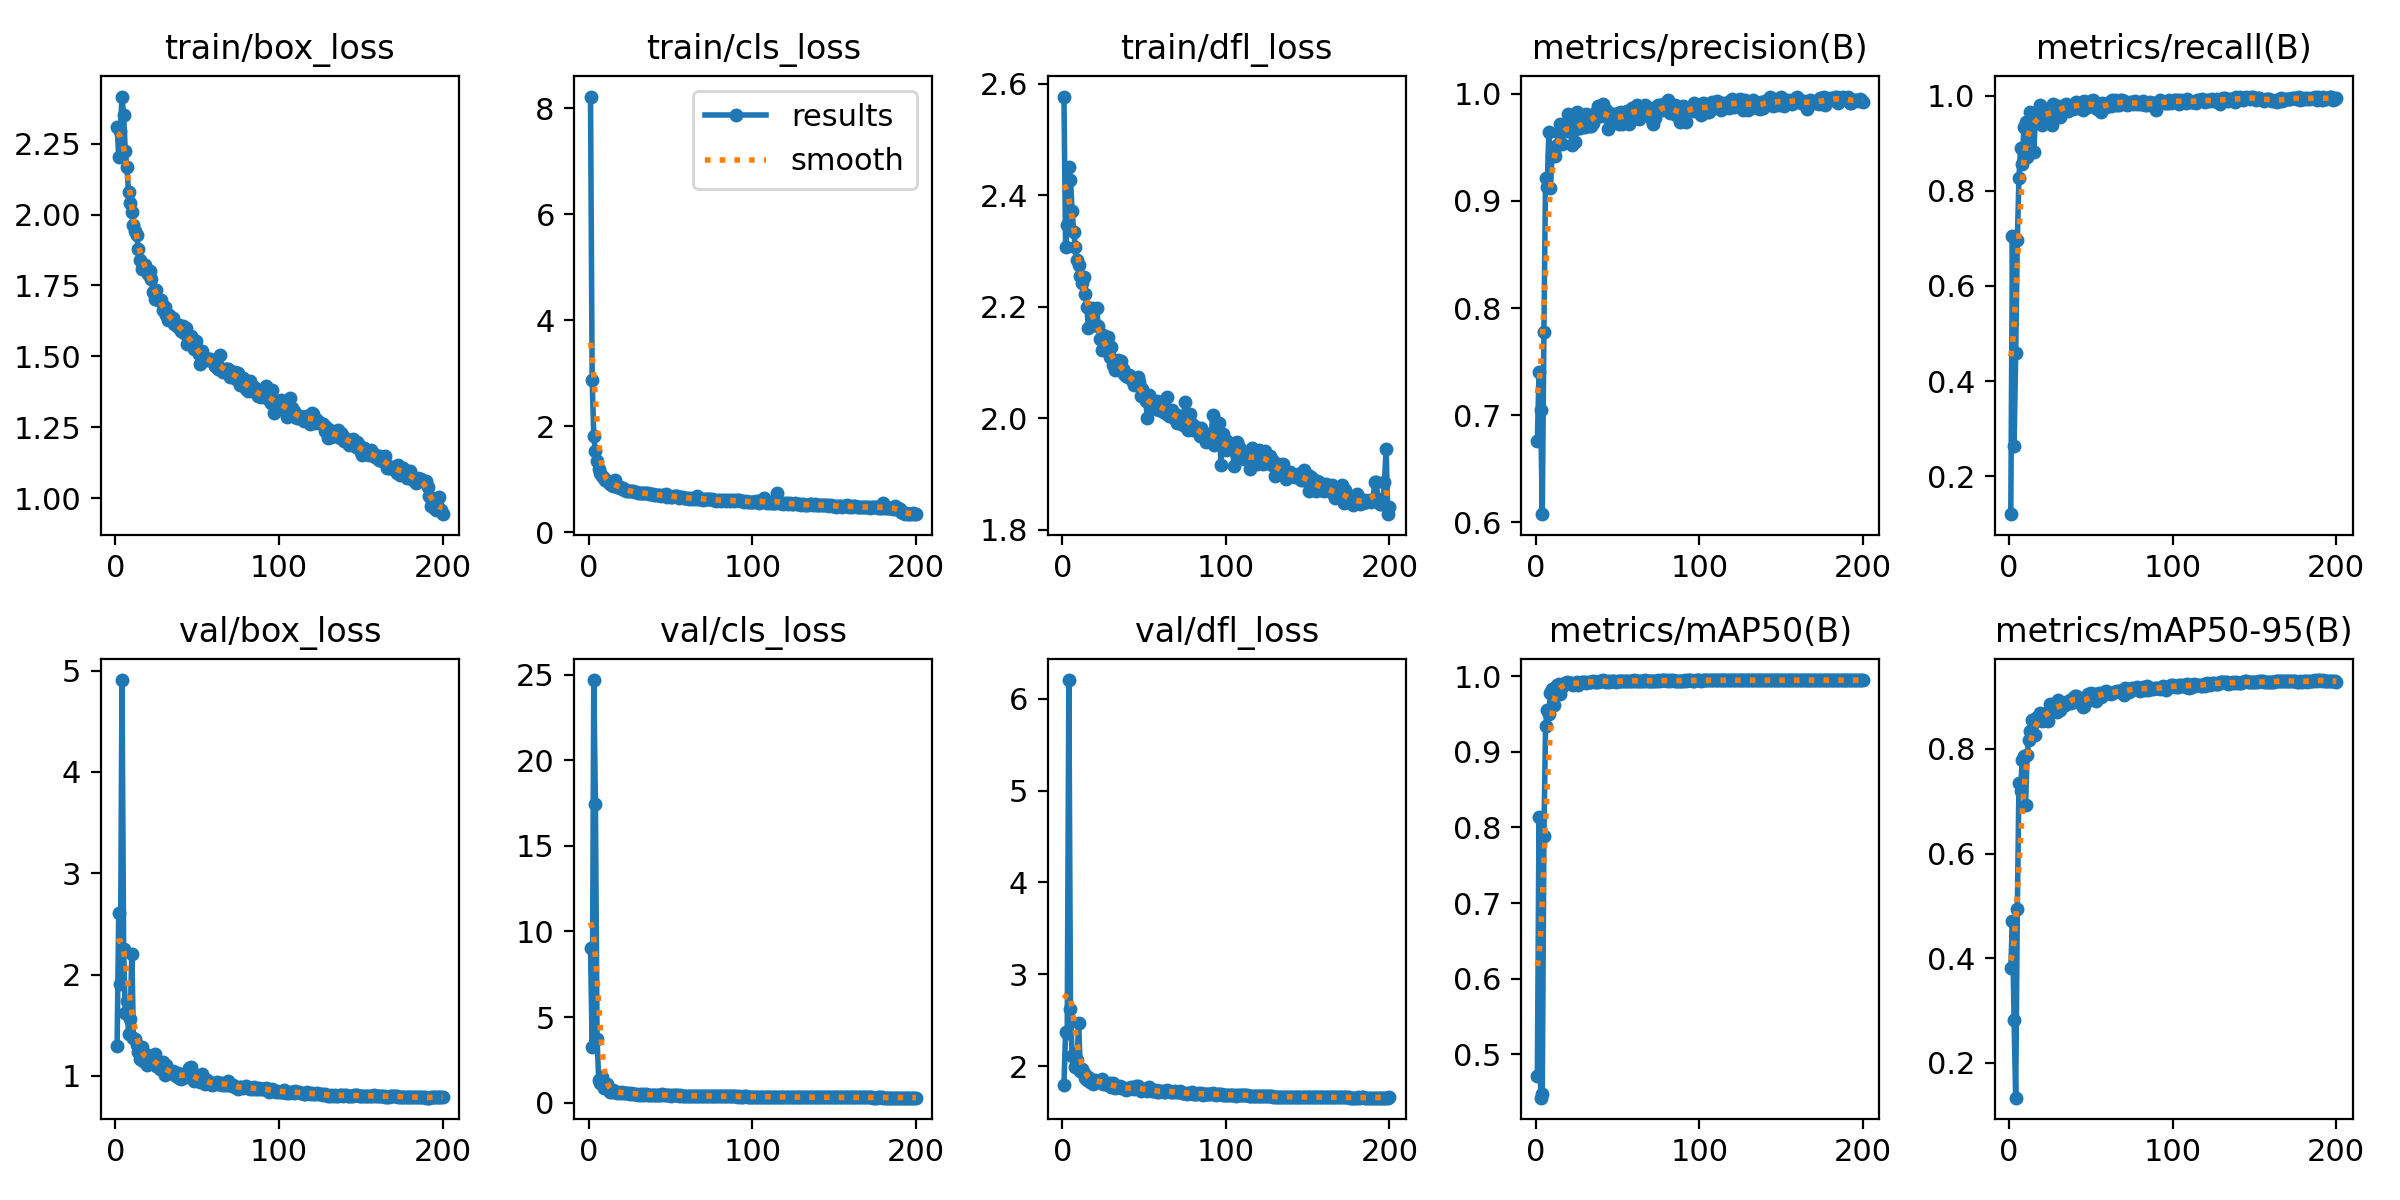 train/box_loss
2.25
2.00
1.75
1.50
1.25
1.00
0 100 200
train/cls_loss
results
smooth
8
6
4
2
0
0 100 200
train/dfl_loss
2.6
2.4
2.2
2.0
1.8
0 100 200
metrics/precision(B)
1.0
0.9
0.8
0.7
0.6
0 100 200
metrics/recall(B)
1.0
0.8
0.6
0.4
0.2
0 100 200
val/box_loss
5
4
3
2
1
0 100 200
val/cls_loss
25
20
15
10
5
0
0 100 200
val/dfl_loss
6
5
4
3
2
0 100 200
metrics/mAP50(B)
1.0
0.9
0.8
0.7
0.6
0.5
0 100 200
metrics/mAP50-95(B)
0.8
0.6
0.4
0.2
0 100 200